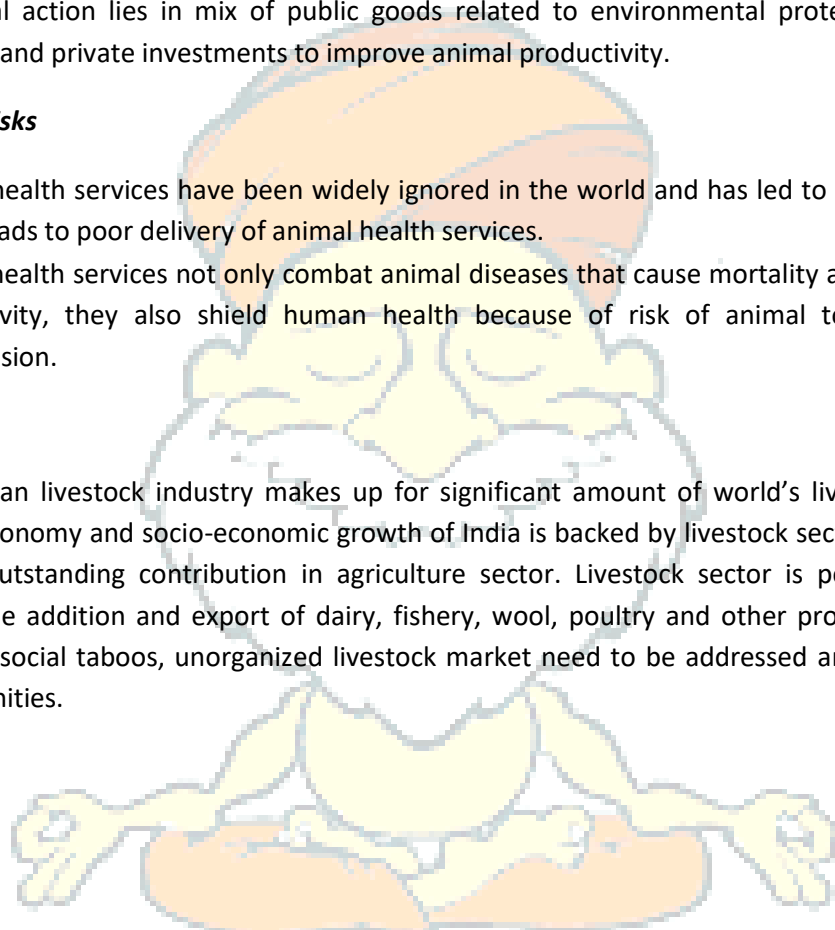 al action lies in mix of public goods related to environmental prote
and private investments to improve animal productivity.
isks
health services have been widely ignored in the world and has led to
ads to poor delivery of animal health services.
health services not only combat animal diseases that cause mortality a
vity, they also shield human health because of risk of animal to
sion.
an livestock industry makes up for significant amount of world's liv
onomy and socio-economic growth of India is backed by livestock sec
utstanding contribution in agriculture sector. Livestock sector is p
e addition and export of dairy, fishery, wool, poultry and other pro
social taboos, unorganized livestock market need to be addressed a
nities.